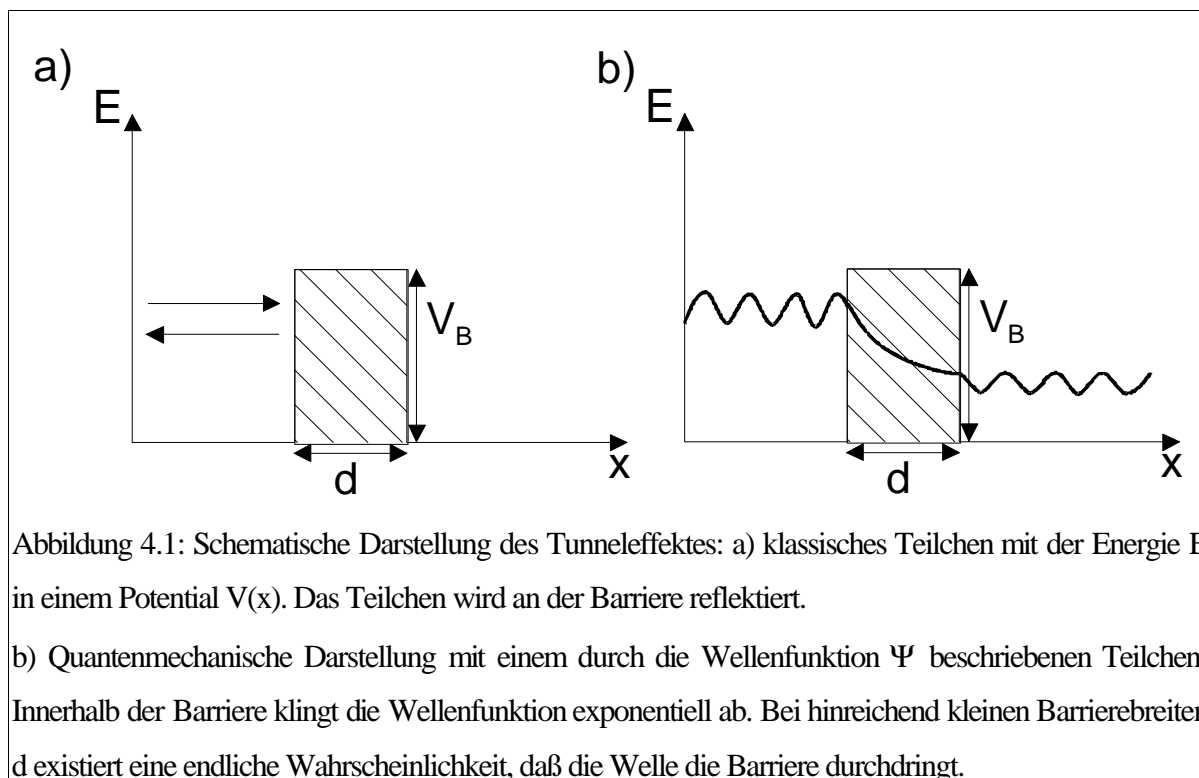 a)
E
V_B
d
x
b)
E
V_B
d
x
Abbildung 4.1: Schematische Darstellung des Tunneleffektes: a) klassisches Teilchen mit der Energie E
in einem Potential V(x). Das Teilchen wird an der Barriere reflektiert.
b) Quantenmechanische Darstellung mit einem durch die Wellenfunktion Ψ beschriebenen Teilchen
Innerhalb der Barriere klingt die Wellenfunktion exponentiell ab. Bei hinreichend kleinen Barrierebreiten
d existiert eine endliche Wahrscheinlichkeit, daß die Welle die Barriere durchdringt.